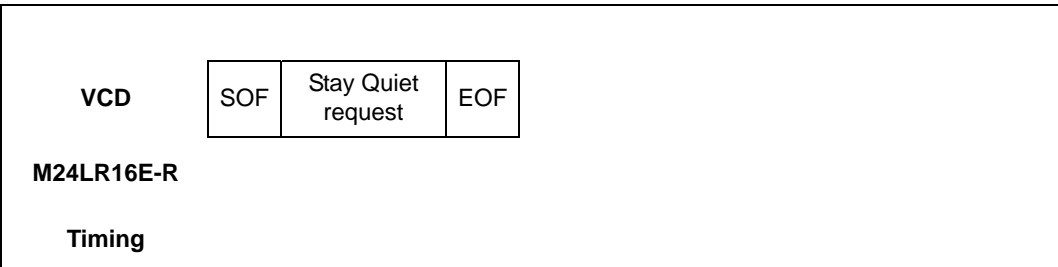 VCD
SOF
Stay Quiet
request
EOF
M24LR16E-R
Timing